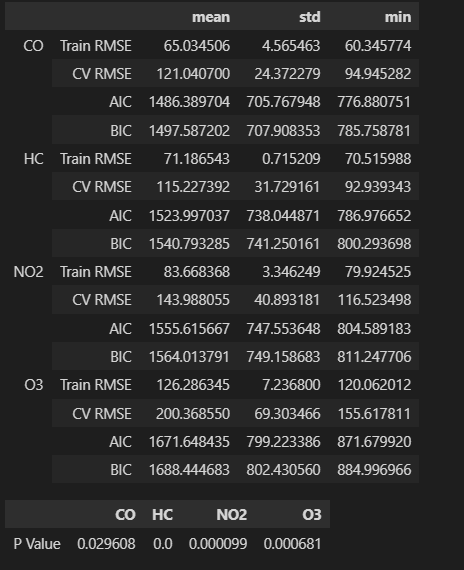 mean std min
CO Train RMSE 65.034506 4.565463 60.345774
CV RMSE 121.040700 24.372279 94.945282
AIC 1486.389704 705.767948 776.880751
BIC 1497.587202 707.908353 785.758781
HC Train RMSE 71.186543 0.715209 70.515988
CV RMSE 115.227392 31.729161 92.939343
AIC 1523.997037 738.044871 786.976652
BIC 1540.793285 741.250161 800.293698
NO2 Train RMSE 83.668368 3.346249 79.924525
CV RMSE 143.988055 40.893181 116.523498
AIC 1555.615667 747.553648 804.589183
BIC 1564.013791 749.158683 811.247706
O3 Train RMSE 126.286345 7.236800 120.062012
CV RMSE 200.368550 69.303466 155.617811
AIC 1671.648435 799.223386 871.679920
BIC 1688.444683 802.430560 884.996966
CO HC NO2 O3
P Value 0.029608 0.0 0.000099 0.000681